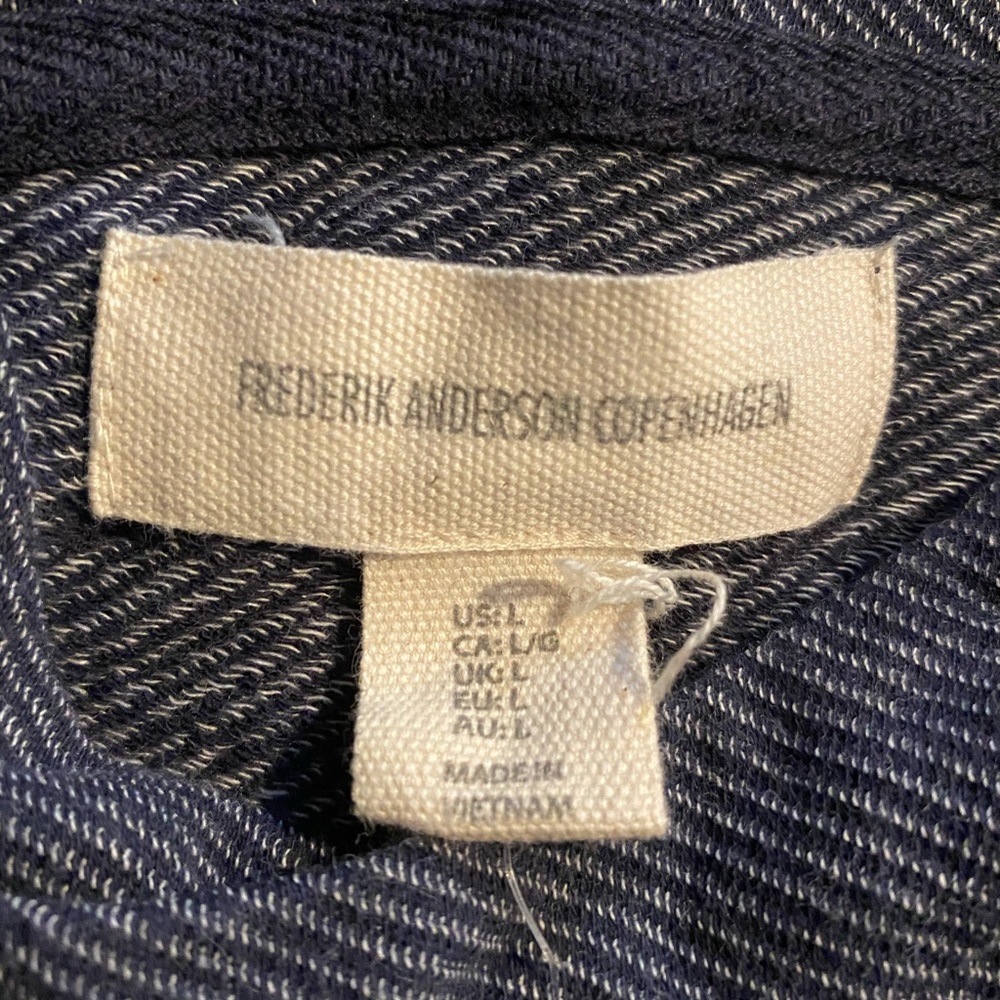 FREDERIK ANDERSON COPENHAGEN
US: L
CA: L/G
UK: L
EU: L
AU: L
MADE IN
VIETNAM